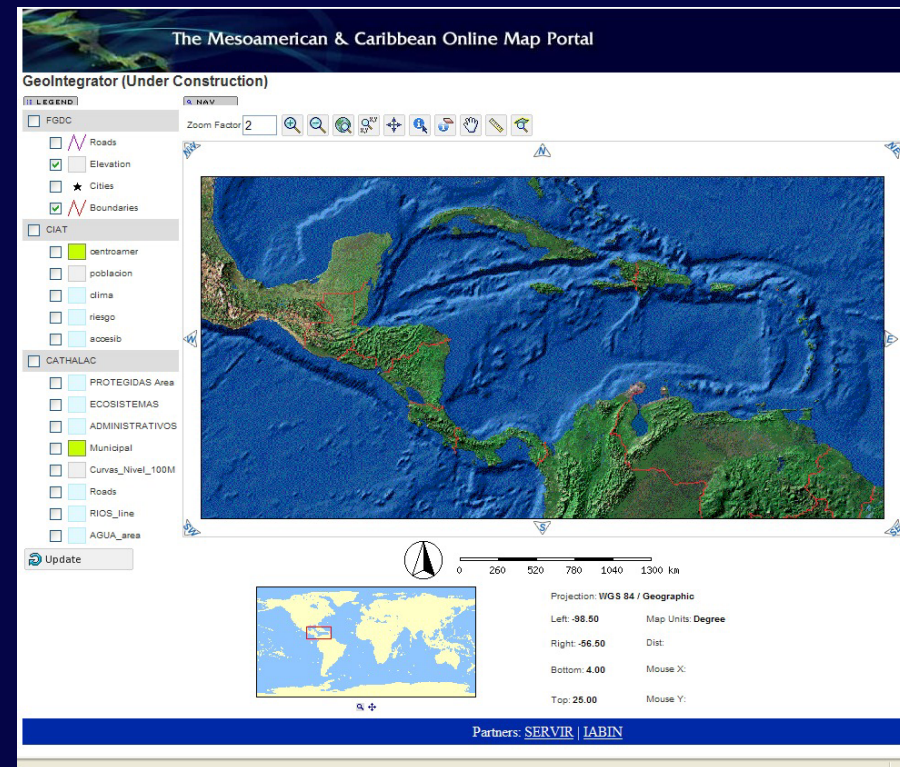 The Mesoamerican & Caribbean Online Map Portal
GeoIntegrator (Under Construction)
LEGEND
NAV
FGDC
Roads
Elevation
Cities
Boundaries
CIAT
centroamer
poblacion
clima
riesgo
accesib
CATHALAC
PROTEGIDAS Area
ECOSISTEMAS
ADMINISTRATIVOS
Municipal
Curvas_Nivel_100M
Roads
RIOS_line
AGUA_area
Update
Zoom Factor 2
NW
N
NE
W
E
SW
S
SE
0 260 520 780 1040 1300 km
Projection: WGS 84 / Geographic
Left: -98.50 Map Units: Degree
Right: -56.50 Dist:
Bottom: 4.00 Mouse X:
Top: 25.00 Mouse Y:
Partners: SERVIR | IABIN